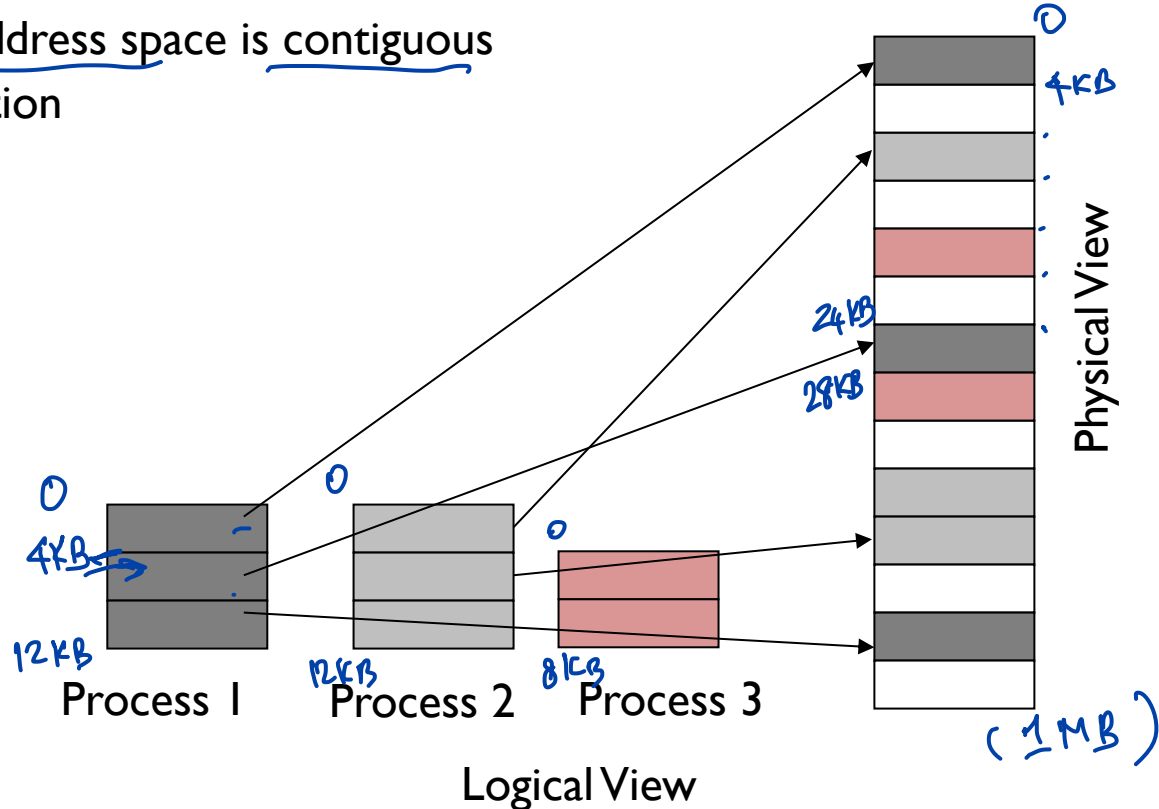 ddress space is contiguous
tion
0
4KB
24KB
28KB
Physical View
(1MB)
0
4KB
12KB
0
12KB
0
8KB
Process 1
Process 2
Process 3
Logical View